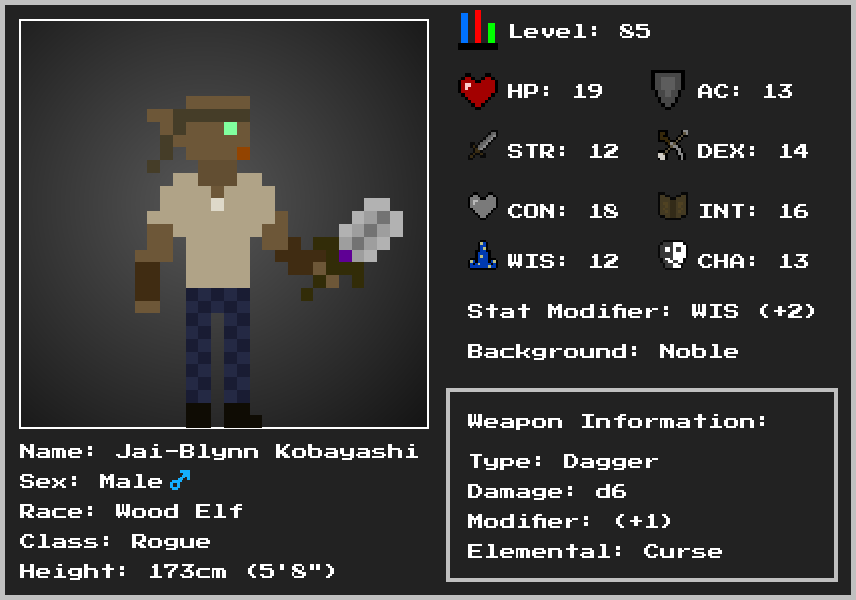 Level: 85
HP: 19
AC: 13
STR: 12
DEX: 14
CON: 18
INT: 16
WIS: 12
CHA: 13
Stat Modifier: WIS (+2)
Background: Noble
Weapon Information:
Type: Dagger
Damage: d6
Modifier: (+1)
Elemental: Curse
Name: Jai-Blynn Kobayashi
Sex: Male♂
Race: Wood Elf
Class: Rogue
Height: 173cm (5'8")